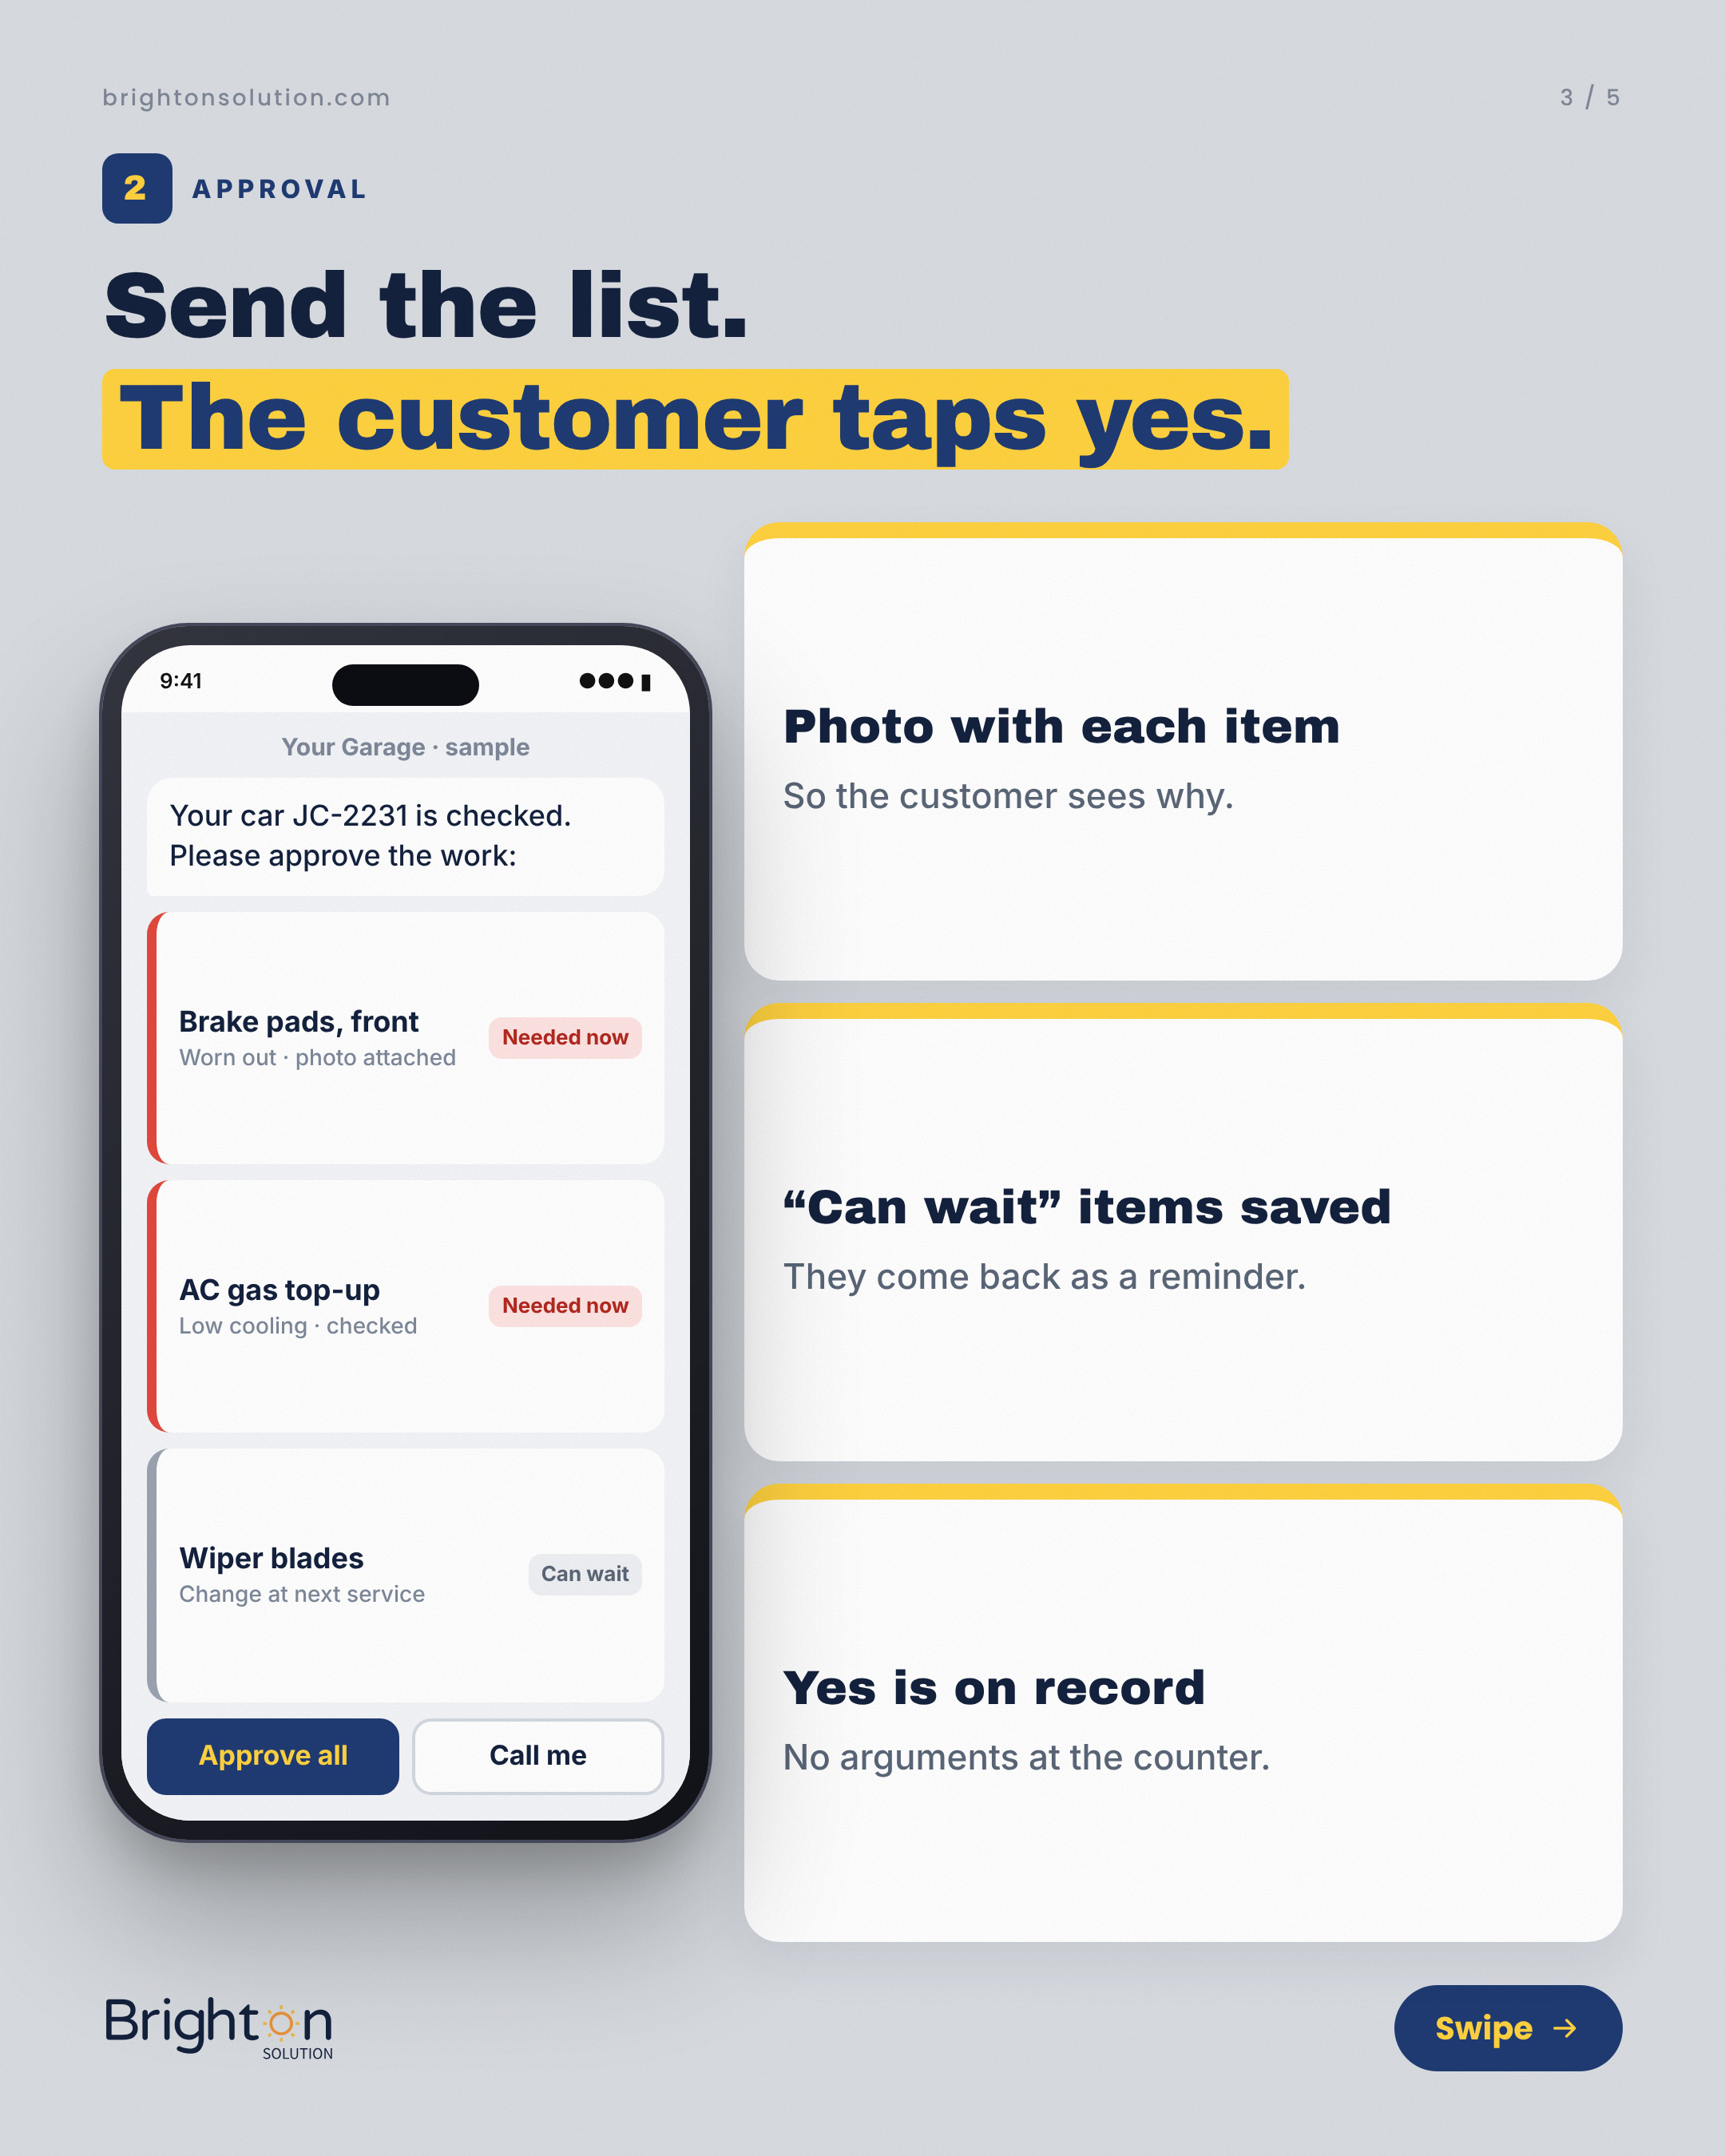 brightonsolution.com
3 / 5
2
APPROVAL
Send the list.
The customer taps yes.
9:41
Your Garage · sample
Your car JC-2231 is checked.
Please approve the work:
Brake pads, front
Worn out · photo attached
Needed now
AC gas top-up
Low cooling · checked
Needed now
Wiper blades
Change at next service
Can wait
Approve all
Call me
Photo with each item
So the customer sees why.
“Can wait” items saved
They come back as a reminder.
Yes is on record
No arguments at the counter.
Brighton
SOLUTION
Swipe →